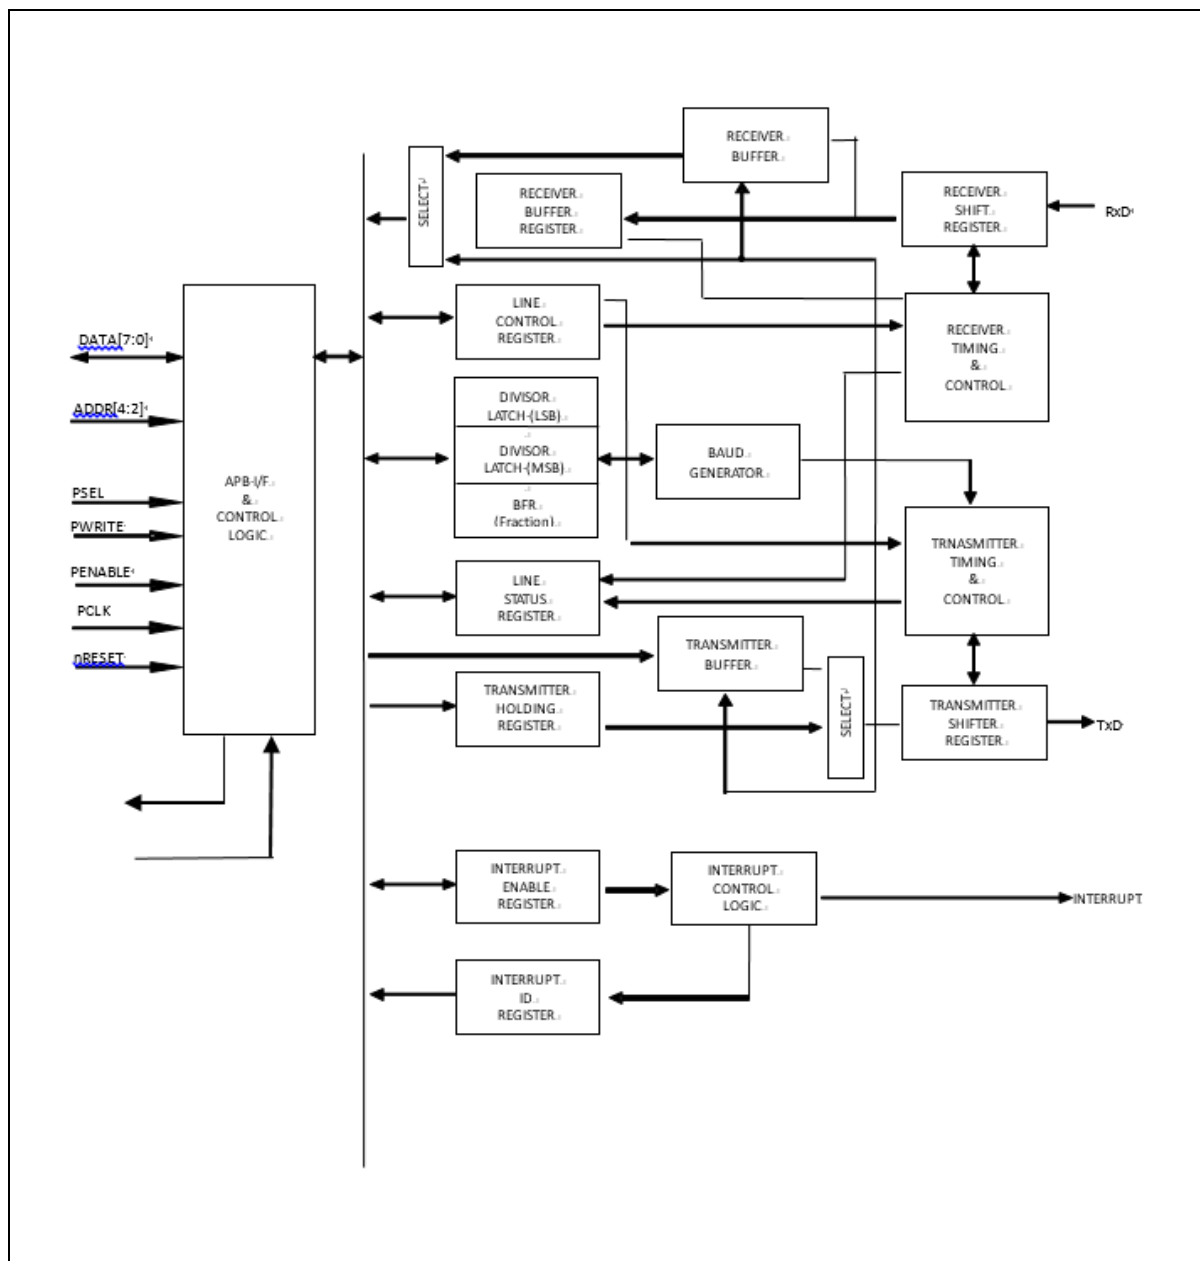 RECEIVER
BUFFER
SELECT
RECEIVER
BUFFER
REGISTER
RECEIVER
SHIFT
REGISTER
RxD
LINE
CONTROL
REGISTER
RECEIVER
TIMING
&
CONTROL
DATA[7:0]
ADDR[4:2]
PSEL
PWRITE
PENABLE
PCLK
nRESET
APB-I/F
&
CONTROL
LOGIC
DIVISOR
LATCH-(LSB)
DIVISOR
LATCH-(MSB)
BFR
(Fraction)
BAUD
GENERATOR
TRNASMITTER
TIMING
&
CONTROL
LINE
STATUS
REGISTER
TRANSMITTER
BUFFER
TRANSMITTER
HOLDING
REGISTER
SELECT
TRANSMITTER
SHIFTER
REGISTER
TxD
INTERRUPT
ENABLE
REGISTER
INTERRUPT
CONTROL
LOGIC
INTERRUPT
INTERRUPT
ID
REGISTER